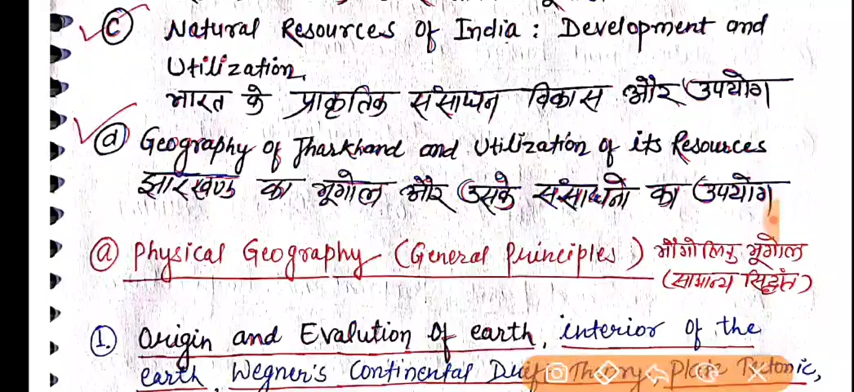 (C) Natural Resources Of India : Development and
Utilization
भारत के प्राकृतिक संसाधन विकास और उपयोग
(d) Geography of Jharkhand and Utilization of its Resources
झारखण्ड का भूगोल और उसके संसाधनो का उपयोग
(a) Physical Geography (General Principles) भौगोलिक भूगोल
(सामान्य सिद्धंत)
(1). Origin and Evalution Of earth, interior of the
earth, Wegner's Continental Drift Theory, Plate Tectonic,